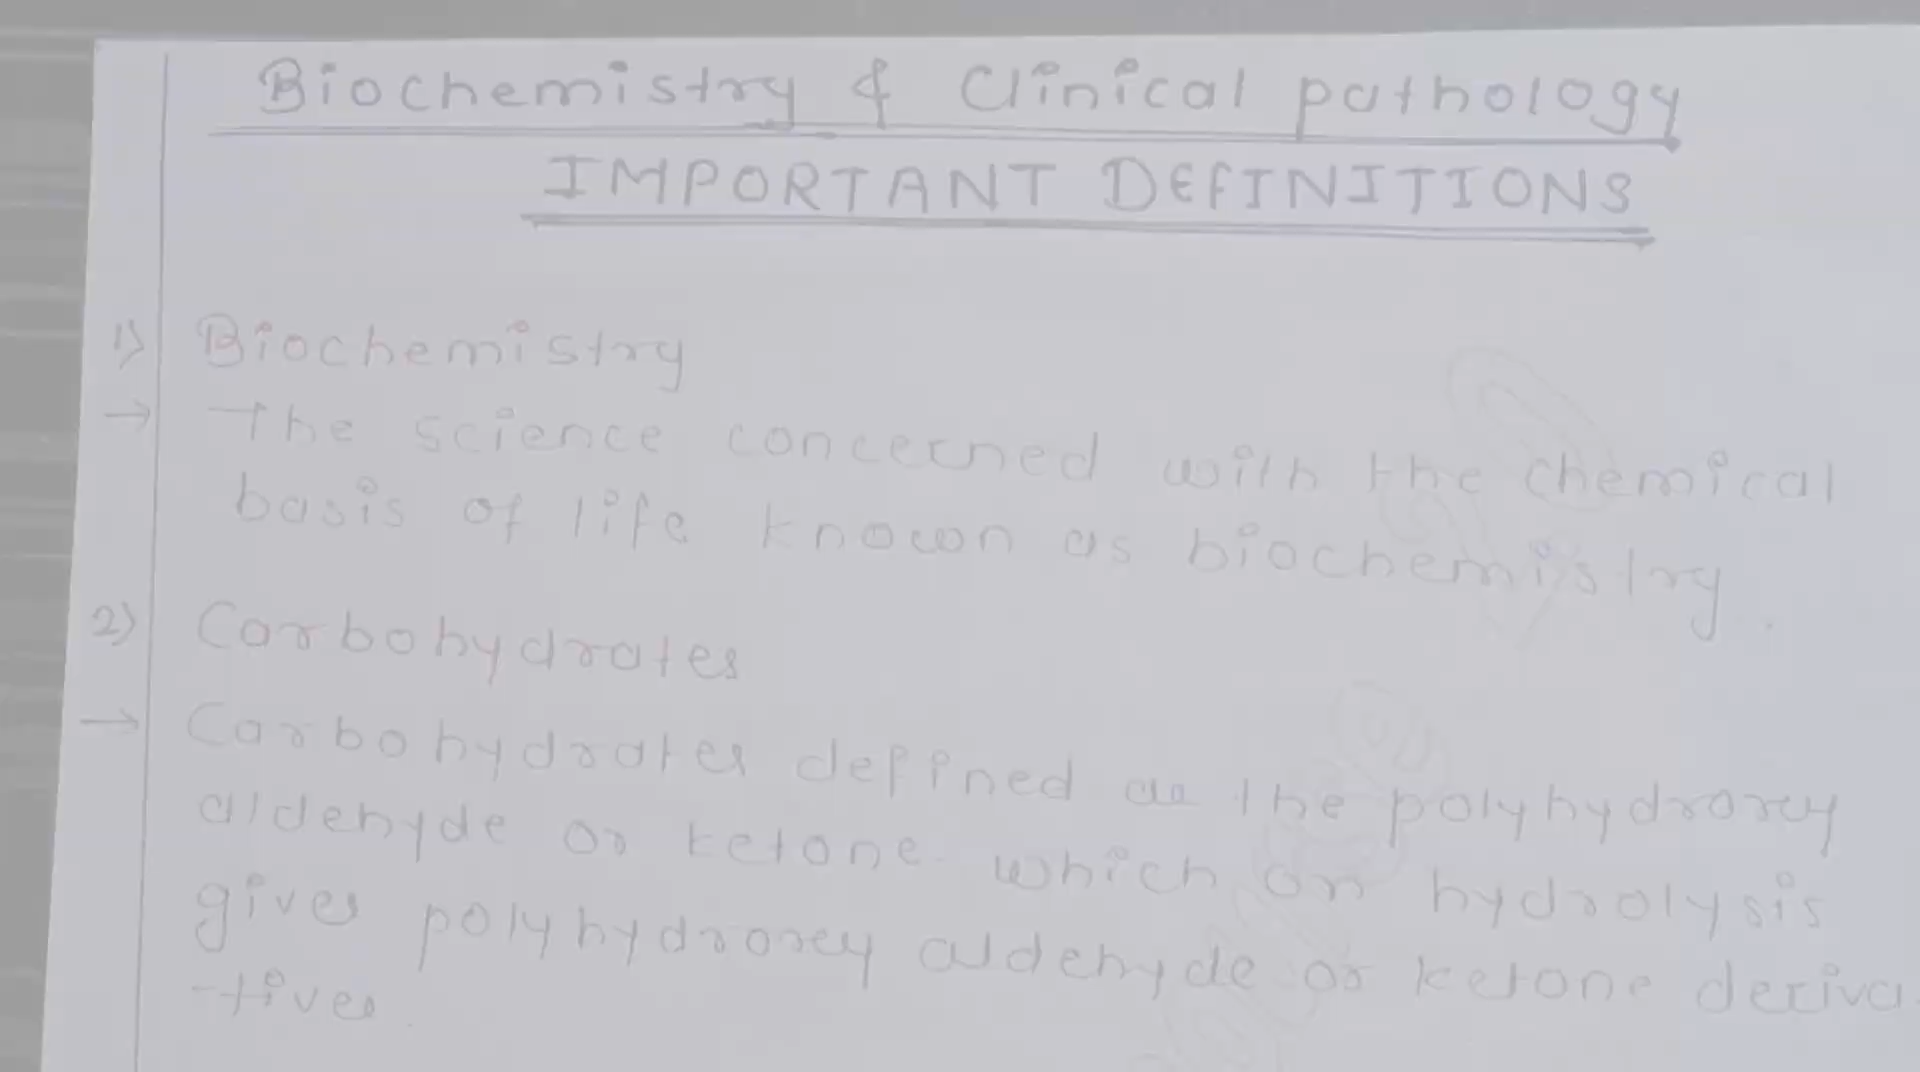 Biochemistry & Clinical pathology
IMPORTANT DEFINITIONS
1) Biochemistry
→ The science concerned with the chemical
basis of life known as biochemistry.
2) Carbohydrates
→ Carbohydrates defined as the polyhydroxy
aldehyde or ketone which on hydrolysis
gives polyhydroxy aldehyde or ketone deriva
-tives